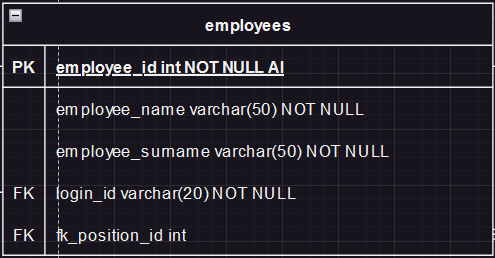 employees
PK employee_id int NOT NULL AI
employee_name varchar(50) NOT NULL
employee_surname varchar(50) NOT NULL
FK login_id varchar(20) NOT NULL
FK fk_position_id int